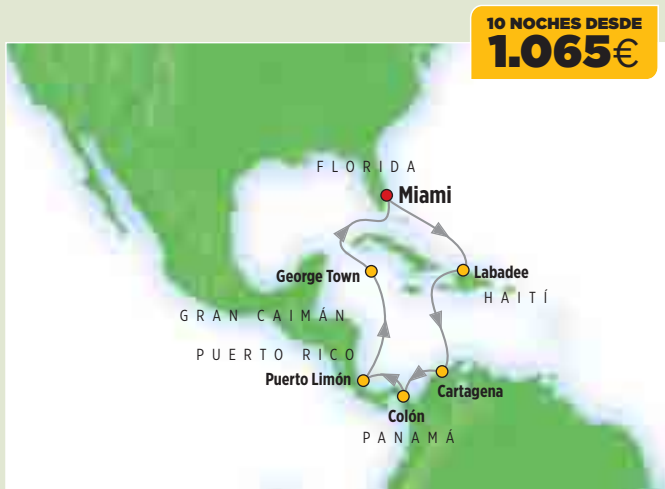 10 NOCHES DESDE
1.065€
FLORIDA
Miami
George Town
Labadee
HAITÍ
GRAN CAIMÁN
PUERTO RICO
Puerto Limón
Cartagena
Colón
PANAMÁ